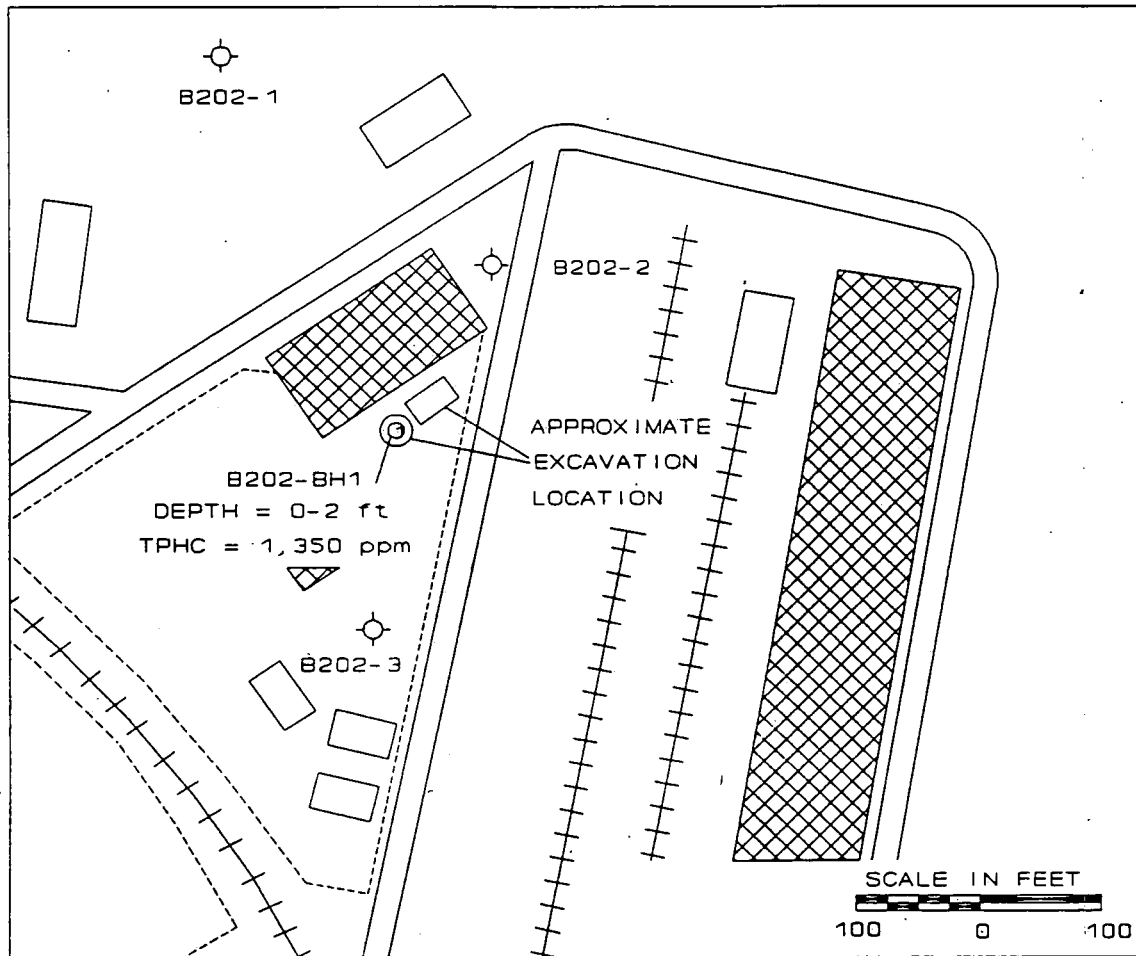 B202-1
B202-2
APPROXIMATE
EXCAVATION
LOCATION
1
B202-BH1
DEPTH = 0-2 ft
TPHC = 1,350 ppm
B202-3
SCALE IN FEET
100 0 100